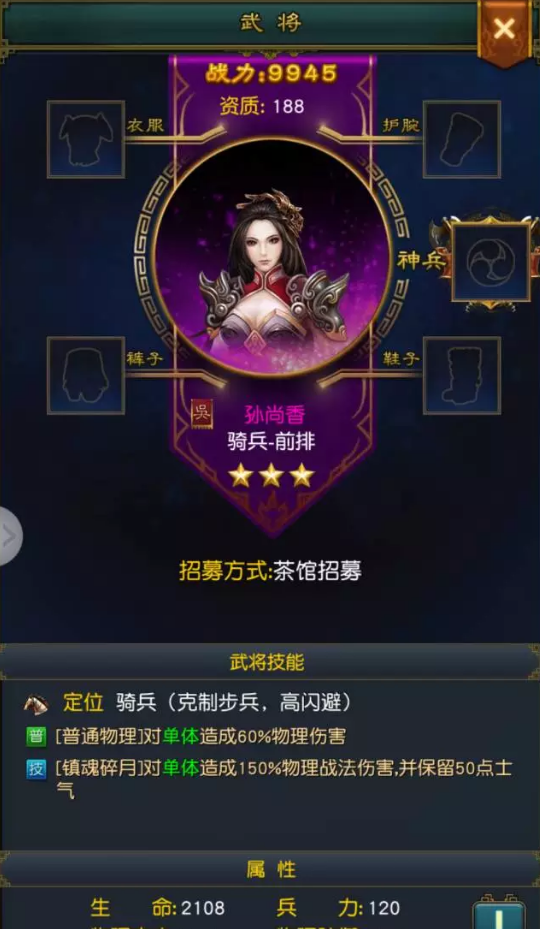 武将
战力:9945
资质: 188
衣服
护腕
神兵
裤子
鞋子
吳
孙尚香
骑兵-前排
招募方式:茶馆招募
武将技能
定位 骑兵（克制步兵，高闪避）
普 [普通物理]对单体造成60%物理伤害
技 [镇魂碎月]对单体造成150%物理战法伤害,并保留50点士
气
属 性
生 命:2108 兵 力:120